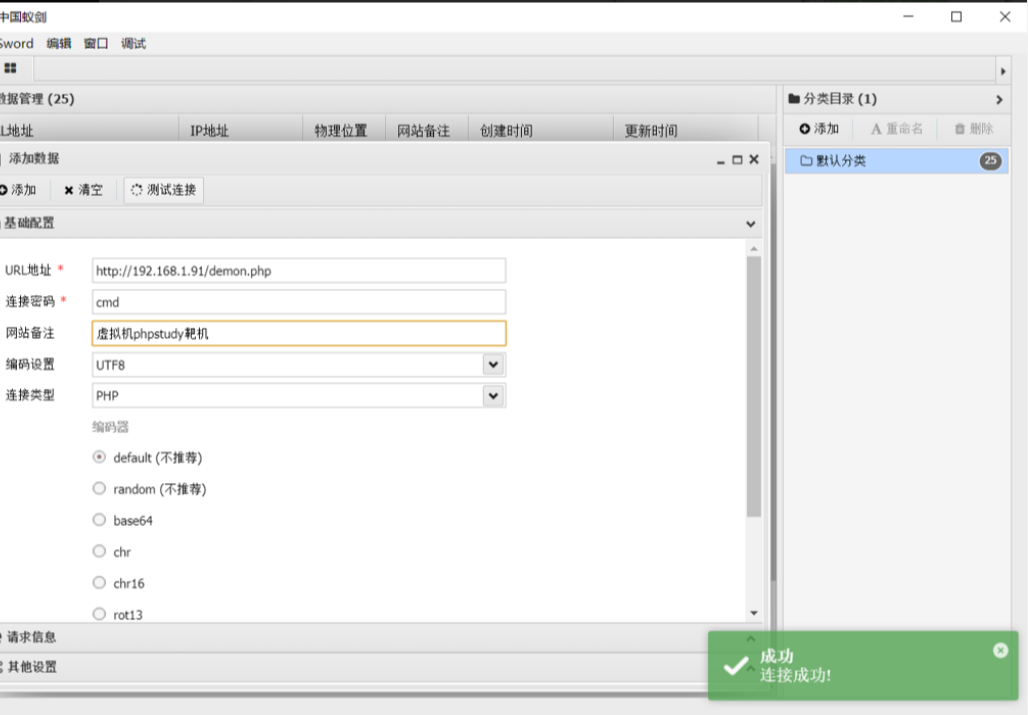 中国蚁剑
Sword 编辑 窗口 调试
数据管理 (25)
分类目录 (1)
L地址 IP地址 物理位置 网站备注 创建时间 更新时间
添加 重命名 删除
默认分类 25
添加数据
添加 清空 测试连接
基础配置
URL地址 * http://192.168.1.91/demon.php
连接密码 * cmd
网站备注 虚拟机phpstudy靶机
编码设置 UTF8
连接类型 PHP
编码器
default (不推荐)
random (不推荐)
base64
chr
chr16
rot13
请求信息
其他设置
成功
连接成功!